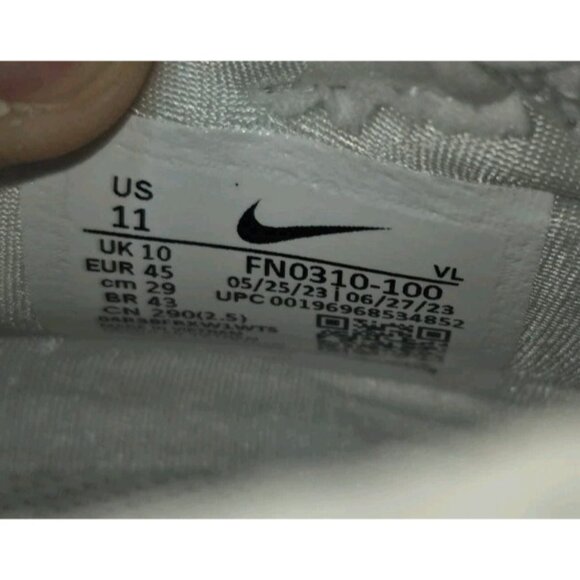 US
11
UK 10
EUR 45
cm 29
BR 43
CN 290(2.5)
VL
FN0310-100
05/25/23 | 06/27/23
UPC 00196968534852